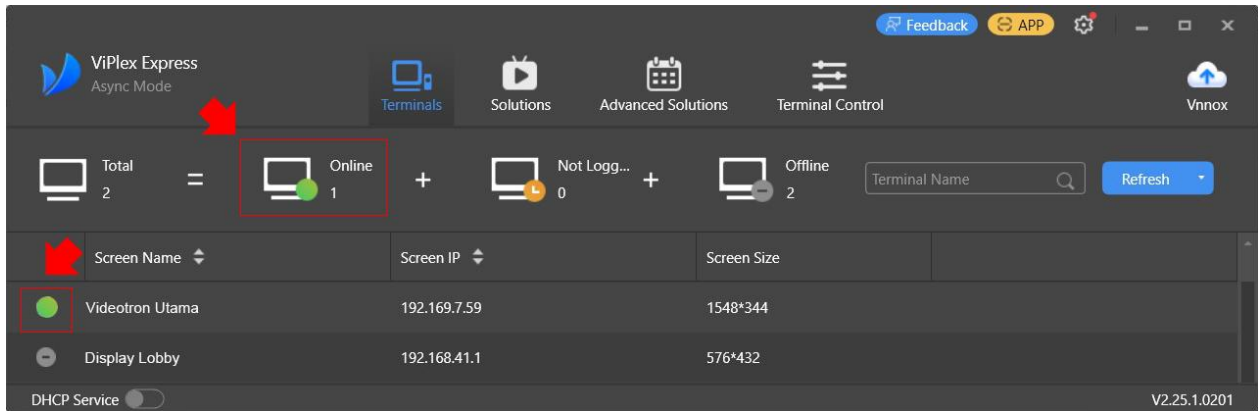 Feedback APP
ViPlex Express
Async Mode
Terminals Solutions Advanced Solutions Terminal Control Vnnox
Total Online Not Logg... Offline
2 = 1 + 0 + 2
Terminal Name Refresh
Screen Name Screen IP Screen Size
Videotron Utama 192.169.7.59 1548*344
Display Lobby 192.168.41.1 576*432
DHCP Service V2.25.1.0201